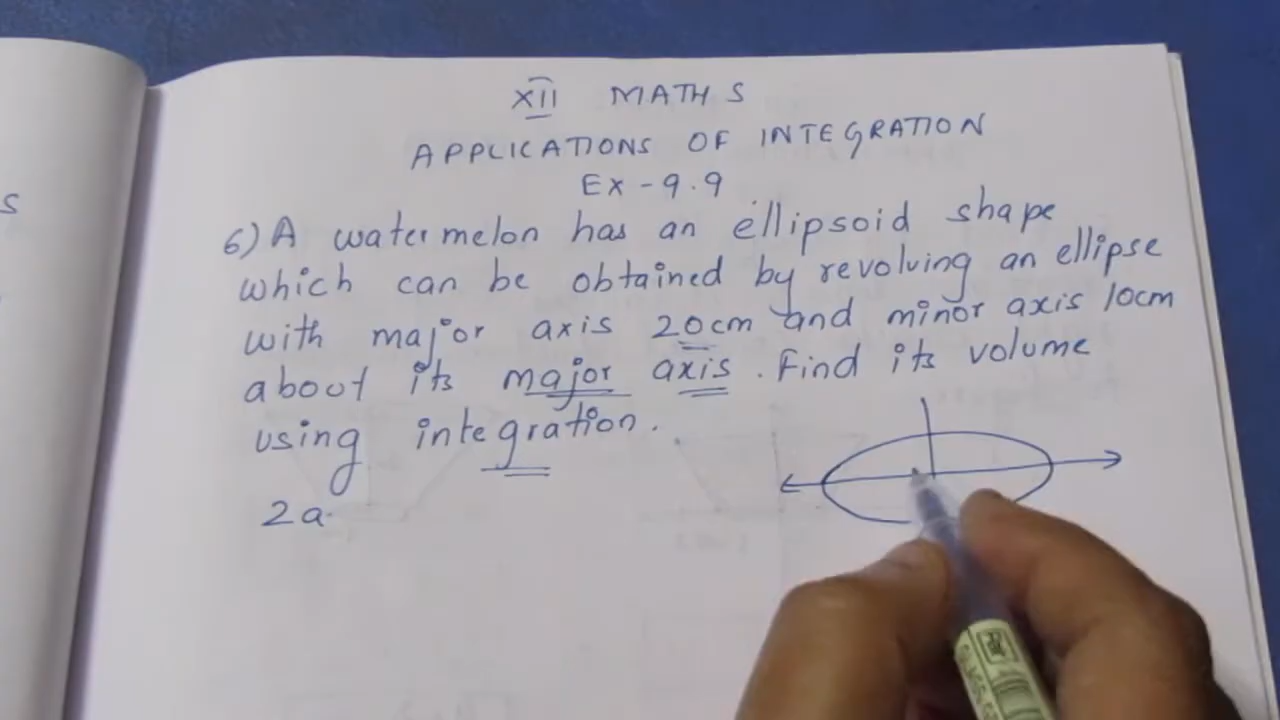 XII MATHS
APPLICATIONS OF INTEGRATION
EX - 9.9
6) A watermelon has an ellipsoid shape
which can be obtained by revolving an ellipse
with major axis 20cm and minor axis 10cm
about its major axis. Find its volume
using integration.
2a
S